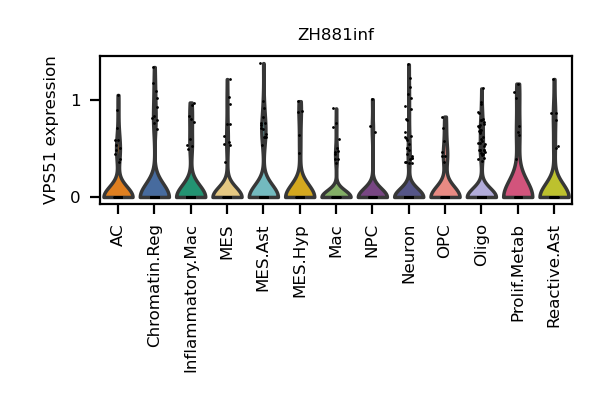 ZH881inf
VPS51 expression
1
0
AC
Chromatin.Reg
Inflammatory.Mac
MES
MES.Ast
MES.Hyp
Mac
NPC
Neuron
OPC
Oligo
Prolif.Metab
Reactive.Ast